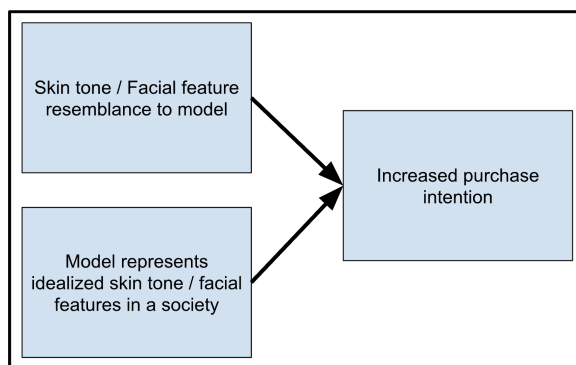 Skin tone / Facial feature
resemblance to model
Increased purchase
intention
Model represents
idealized skin tone / facial
features in a society